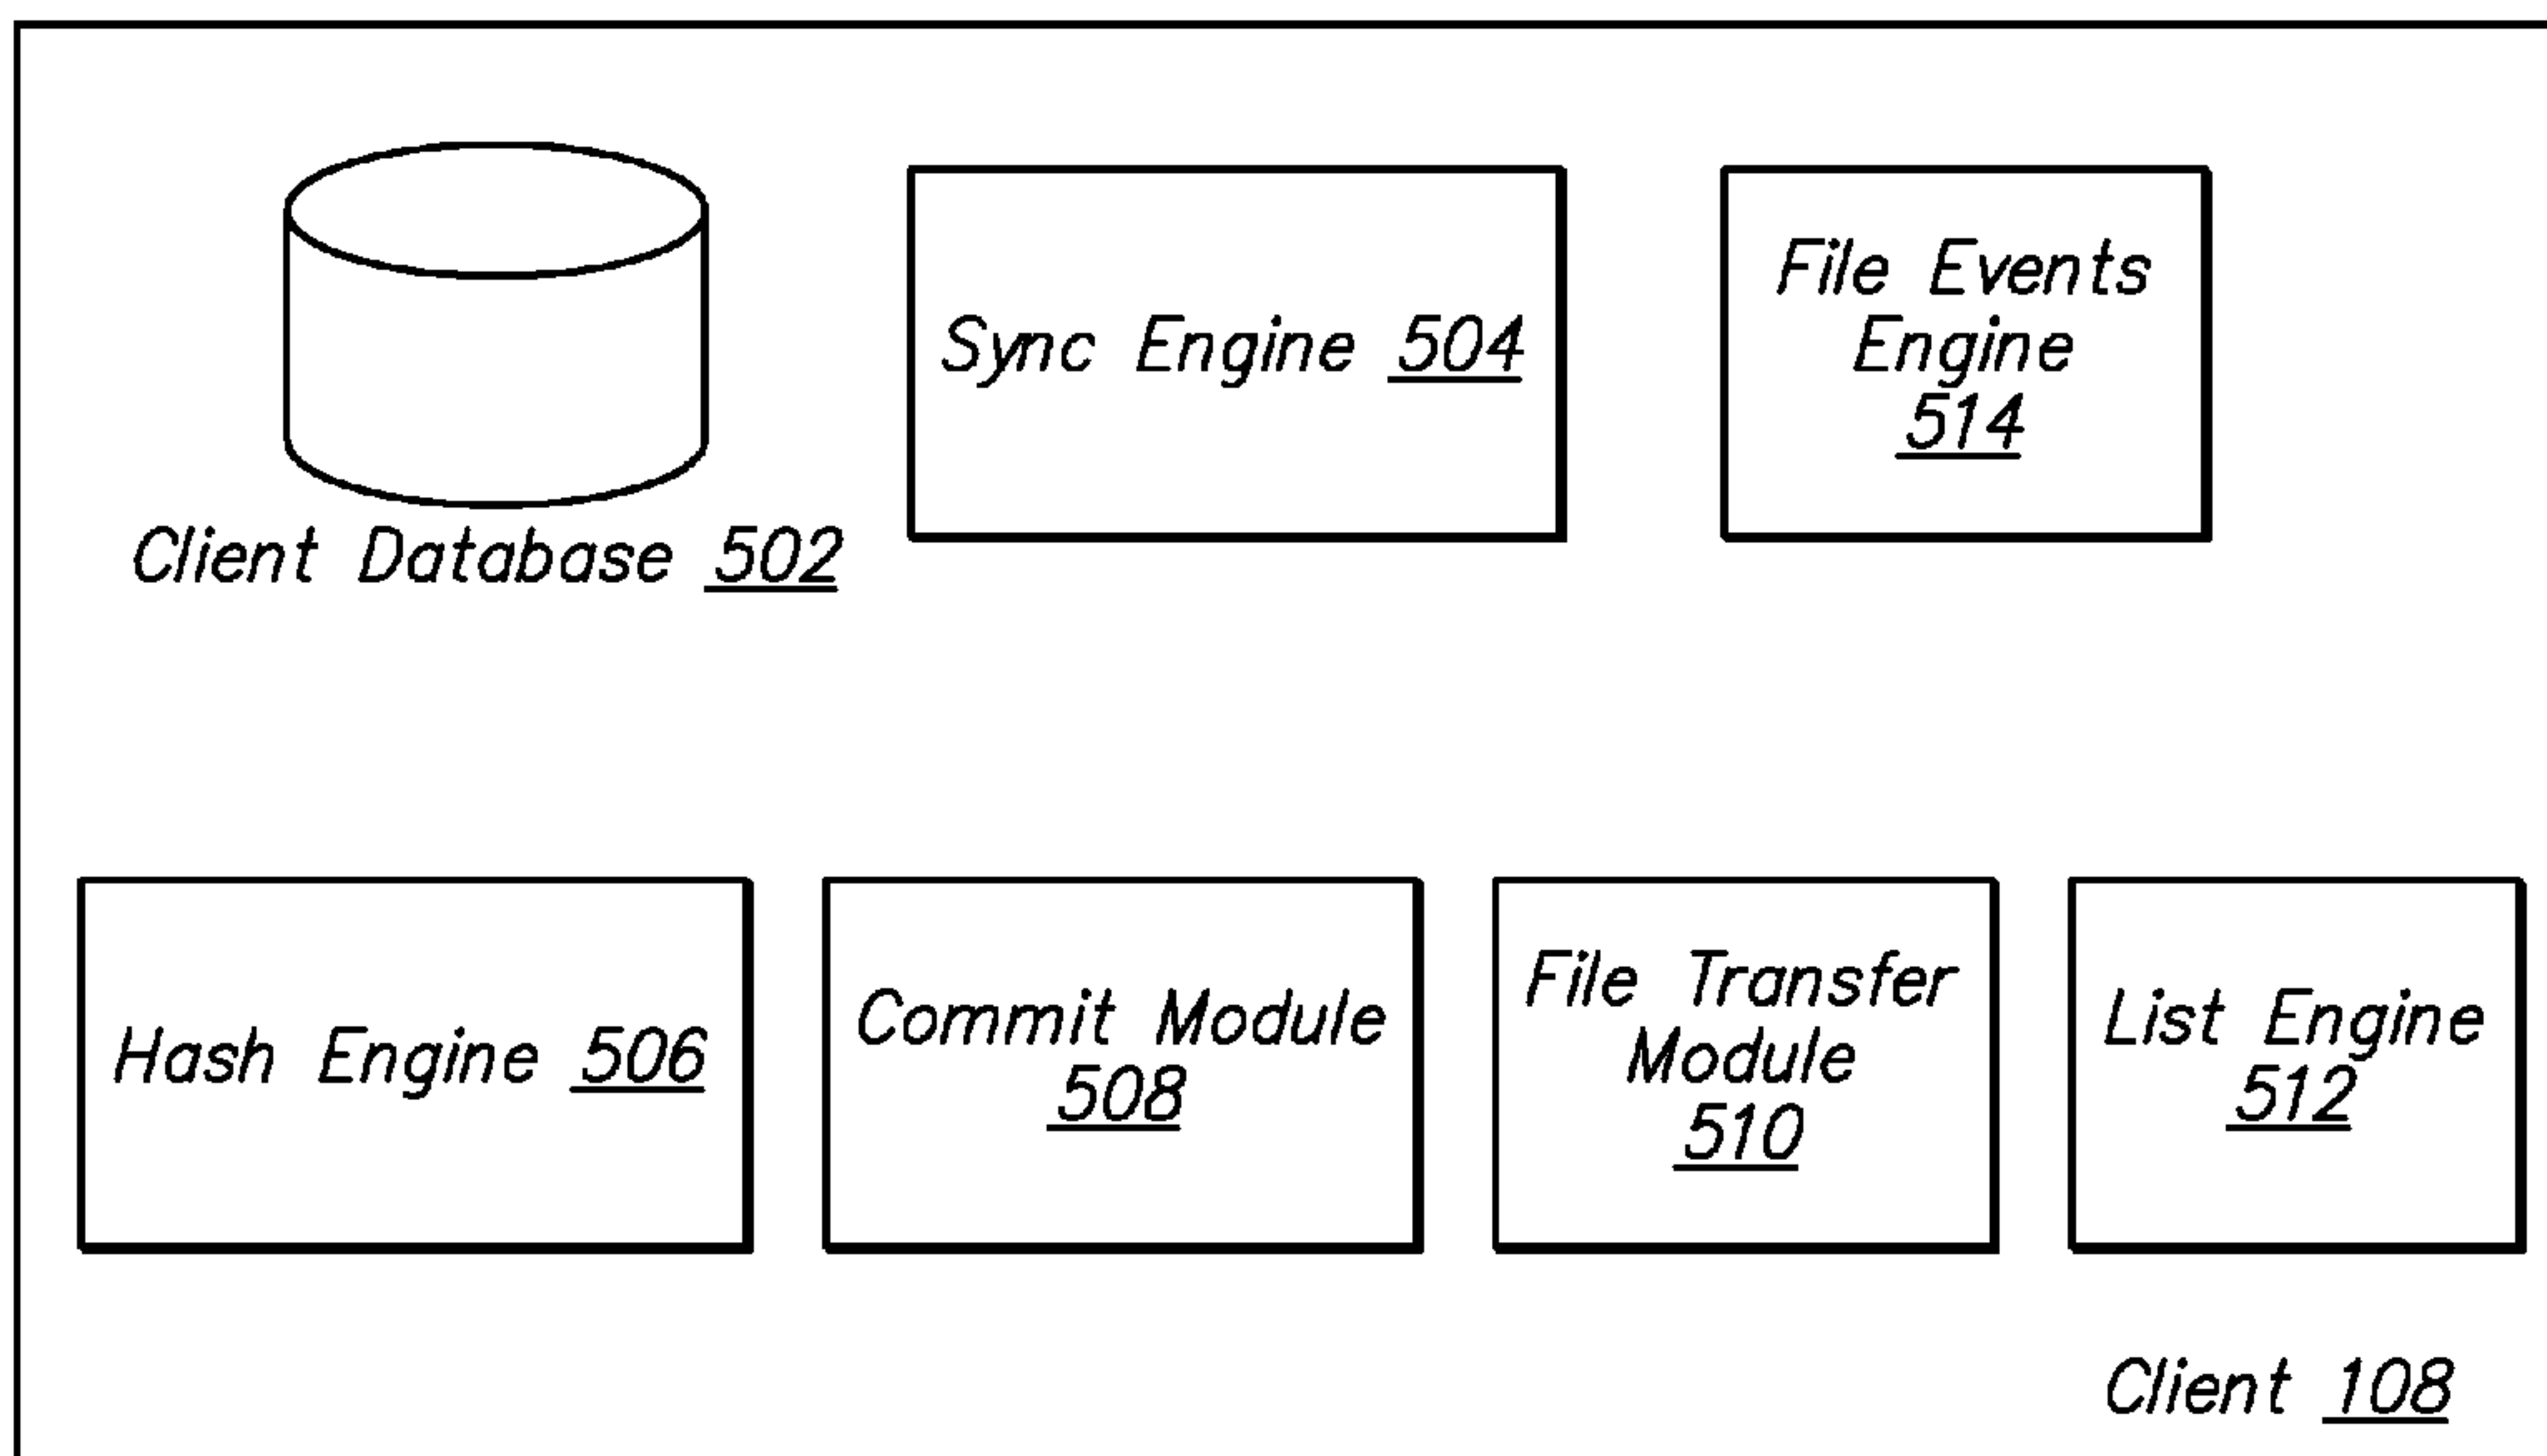 Client Database 502
Sync Engine 504
File Events
Engine
514
Hash Engine 506
Commit Module
508
File Transfer
Module
510
List Engine
512
Client 108